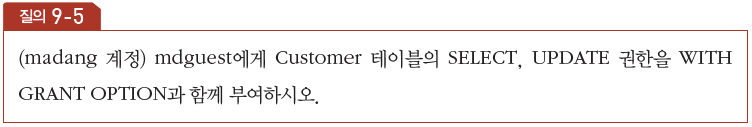 질의 9-5
(madang 계정) mdguest에게 Customer 테이블의 SELECT, UPDATE 권한을 WITH
GRANT OPTION과 함께 부여하시오.